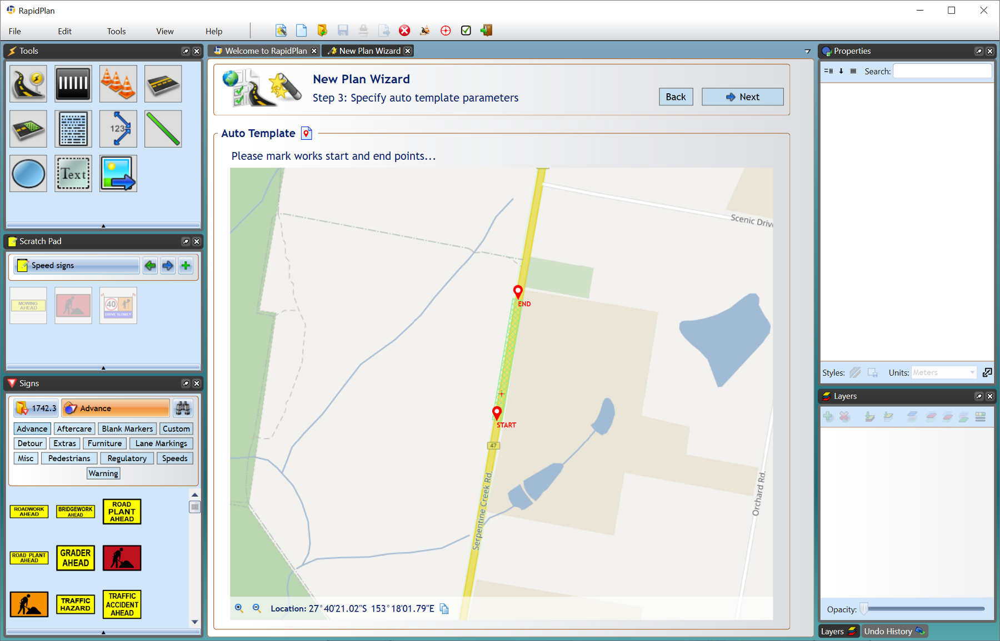 RapidPlan
File Edit Tools View Help
Tools
Welcome to RapidPlan
New Plan Wizard
Properties
New Plan Wizard
Step 3: Specify auto template parameters
Back
Next
Search:
123
Text
Auto Template
Please mark works start and end points...
Scenic Drive
END
START
47
Serpentine Creek Rd.
Orchard Rd.
Location: 27°40'21.02"S 153°18'01.79"E
Scratch Pad
Speed signs
MOWING
AHEAD
40
DRIVE SLOWLY
Signs
1742.3
Advance
Advance Aftercare Blank Markers Custom
Detour Extras Furniture Lane Markings
Misc Pedestrians Regulatory Speeds
Warning
ROADWORK
AHEAD
BRIDGEWORK
AHEAD
ROAD
PLANT
AHEAD
ROAD PLANT
AHEAD
GRADER
AHEAD
TRAFFIC
HAZARD
TRAFFIC
ACCIDENT
AHEAD
Styles:
Units: Meters
Layers
Opacity:
Layers
Undo History